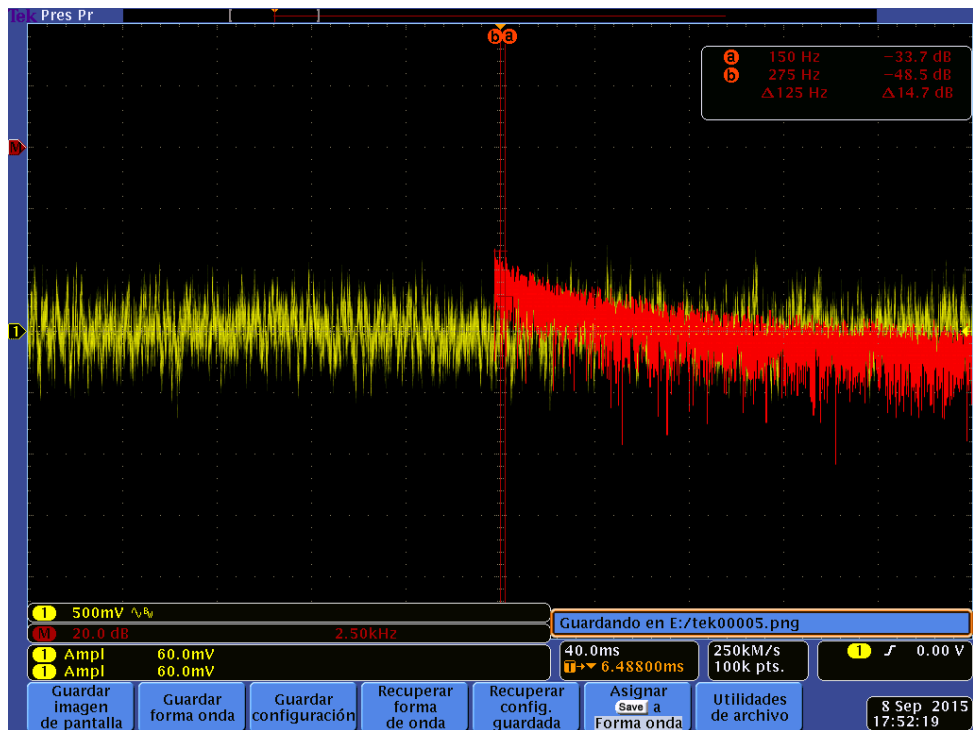 Tek Pres Pr
b a
a 150 Hz −33.7 dB
b 275 Hz −48.5 dB
△125 Hz △14.7 dB
M
1
1 500mV ∿BW
M 20.0 dB 2.50kHz
Guardando en E:/tek00005.png
1 Ampl 60.0mV
1 Ampl 60.0mV
40.0ms
T→▼ 6.48800ms
250kM/s
100k pts.
1 0.00 V
Guardar
imagen
de pantalla
Guardar
forma onda
Guardar
configuración
Recuperar
forma
de onda
Recuperar
config.
guardada
Asignar
Save a
Forma onda
Utilidades
de archivo
8 Sep 2015
17:52:19